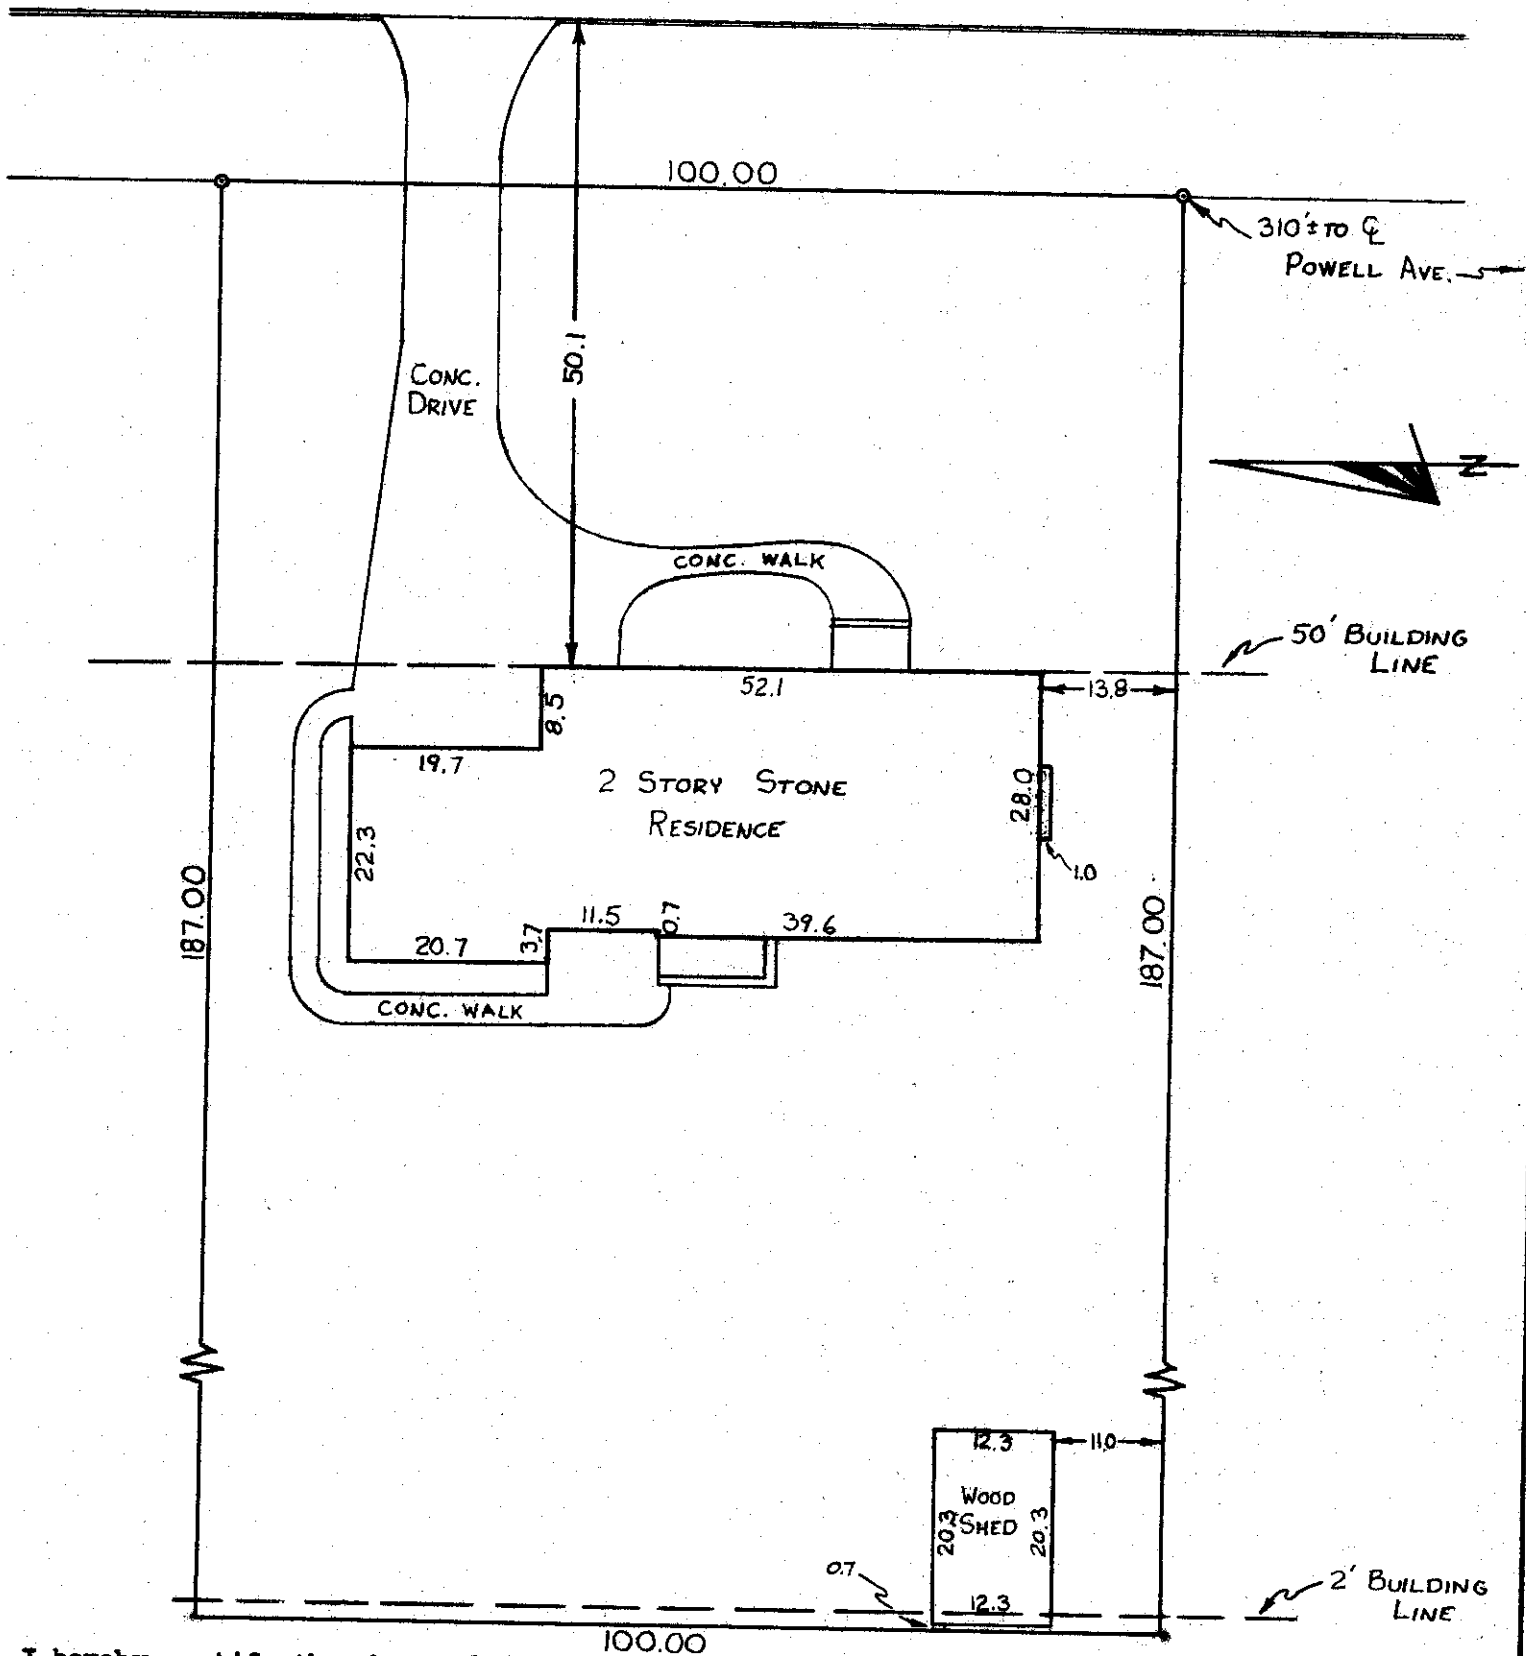 100.00
310'± TO ℄
POWELL AVE.
50.1
CONC.
DRIVE
N
CONC. WALK
50' BUILDING
LINE
52.1
13.8
8.5
19.7
2 STORY STONE
RESIDENCE
28.0
22.3
1.0
187.00
187.00
11.5
0.7
39.6
20.7
3.7
CONC. WALK
12.3
11.0
WOOD
SHED
20.3
20.3
0.7
12.3
2' BUILDING
LINE
100.00